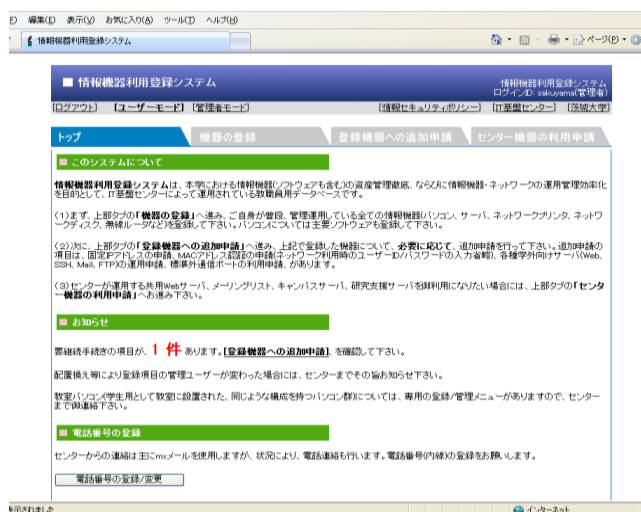 編集(E) 表示(V) お気に入り(A) ツール(T) ヘルプ(H)
情報機器利用登録システム
ページ(P)
■ 情報機器利用登録システム
情報機器利用登録システム
ログインID: sakuyama(管理者)
[ログアウト] [ユーザーモード] [管理者モード] [情報セキュリティポリシー] [IT基盤センター] [茨城大学]
トップ 機器の登録 登録機器への追加申請 センター機器の利用申請
■ このシステムについて
情報機器利用登録システムは、本学における情報機器(ソフトウェアも含む)の資産管理徹底、ならびに情報機器・ネットワークの運用管理効率化
を目的として、IT基盤センターによって運用されている教職員用データベースです。
(1)まず、上部タブの「機器の登録」へ進み、ご自身が普段、管理運用している全ての情報機器(パソコン、サーバ、ネットワークプリンタ、ネットワ
ークディスク、無線ルータなど)を登録して下さい。パソコンについては主要ソフトウェアも登録して下さい。
(2)次に、上部タブの「登録機器への追加申請」へ進み、上記で登録した機器について、必要に応じて、追加申請を行って下さい。追加申請の
項目は、固定IPアドレスの申請、MACアドレス認証の申請(ネットワーク利用時のユーザーID/パスワードの入力省略)、各種学外向けサーバ(Web,
SSH, Mail, FTP)の運用申請、標準外通信ポートの利用申請、があります。
(3)センターが運用する共用Webサーバ、メーリングリスト、キャンパスサーバ、研究支援サーバを御利用になりたい場合には、上部タブの「センタ
ー機器の利用申請」へお進み下さい。
■ お知らせ
要継続手続きの項目が、1 件 あります。[登録機器への追加申請]、を確認して下さい。
配置換え等により登録項目の管理ユーザーが変わった場合には、センターまでその旨お知らせ下さい。
教室パソコン(学生用として教室に設置された、同じような構成を持つパソコン群)については、専用の登録/管理メニューがありますので、センター
まで御連絡下さい。
■ 電話番号の登録
センターからの連絡は主にmxメールを使用しますが、状況により、電話連絡も行います。電話番号(内線)の登録をお願いします。
電話番号の登録/変更
表示されました
インターネット